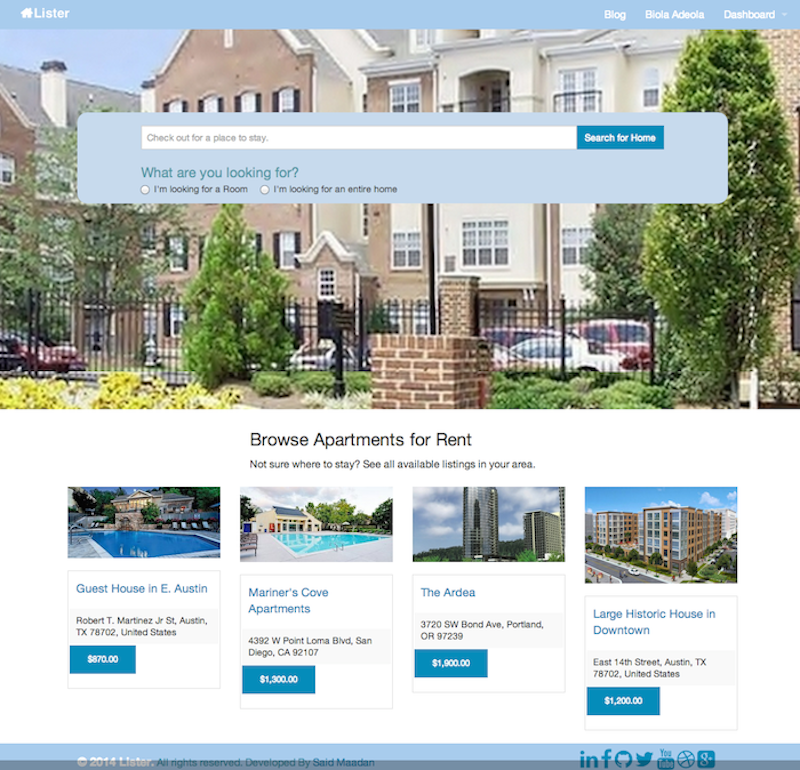 Lister
Blog Biola Adeola Dashboard
Check out for a place to stay.
Search for Home
What are you looking for?
I'm looking for a Room I'm looking for an entire home
Browse Apartments for Rent
Not sure where to stay? See all available listings in your area.
Guest House in E. Austin
Robert T. Martinez Jr St, Austin,
TX 78702, United States
$870.00
Mariner's Cove
Apartments
4392 W Point Loma Blvd, San
Diego, CA 92107
$1,300.00
The Ardea
3720 SW Bond Ave, Portland,
OR 97239
$1,900.00
Large Historic House in
Downtown
East 14th Street, Austin, TX
78702, United States
$1,200.00
© 2014 Lister. All rights reserved. Developed By Said Maadan
You
Tube